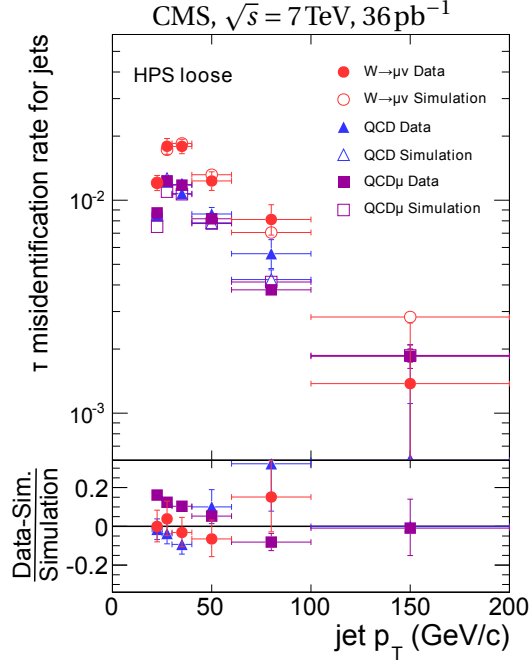 CMS, √s = 7 TeV, 36 pb⁻¹
HPS loose
W→μν Data
W→μν Simulation
QCD Data
QCD Simulation
QCDμ Data
QCDμ Simulation
τ misidentification rate for jets
10⁻²
10⁻³
Data-Sim.
Simulation
0.2
0
-0.2
0 50 100 150 200
jet p_T (GeV/c)